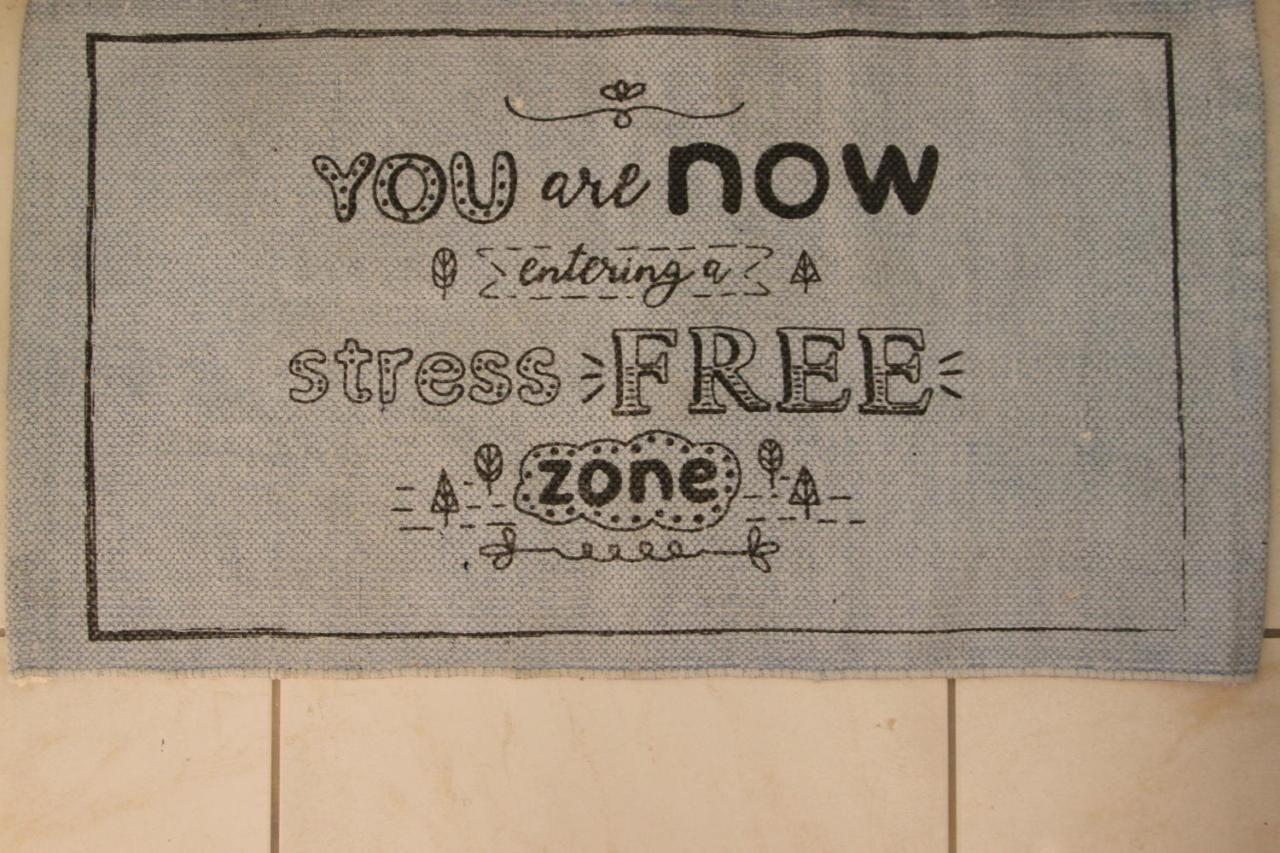 YOU are now
entering a
stress FREE
zone